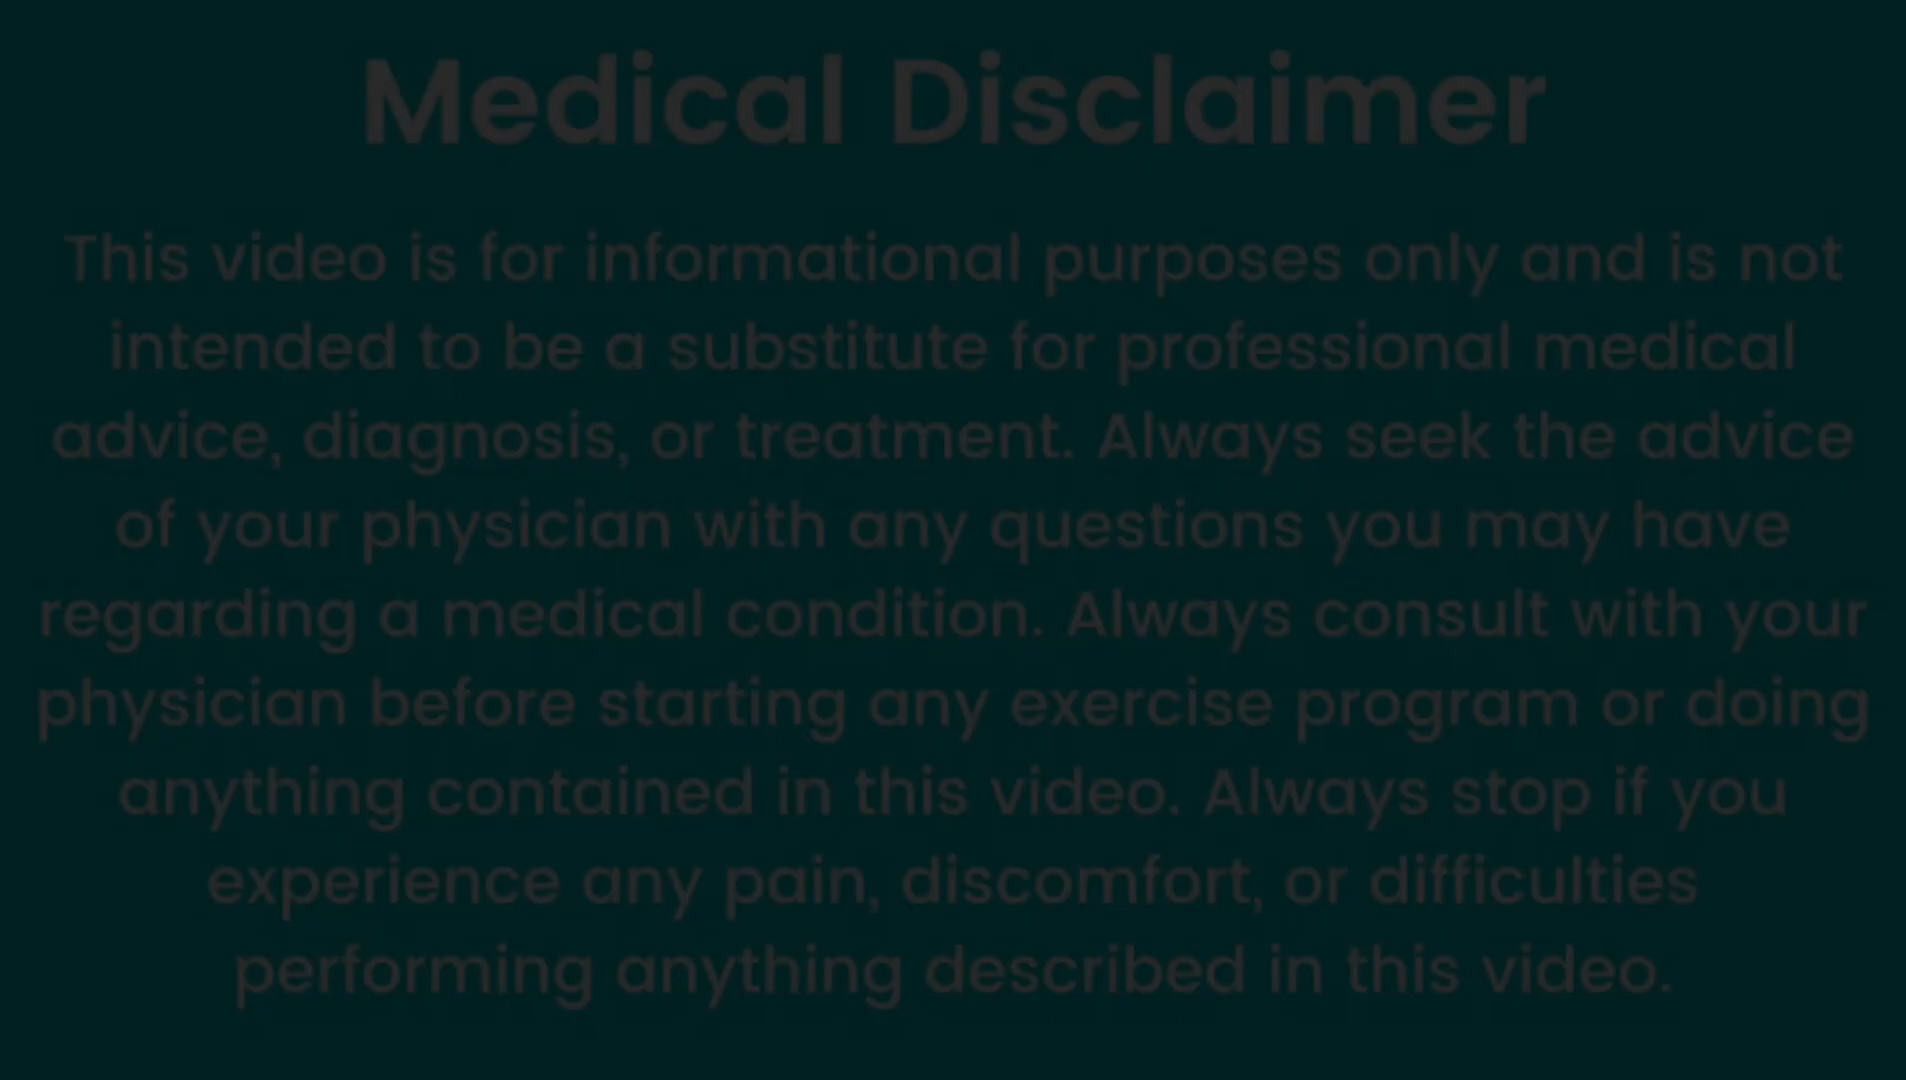 Medical Disclaimer
This video is for informational purposes only and is not
intended to be a substitute for professional medical
advice, diagnosis, or treatment. Always seek the advice
of your physician with any questions you may have
regarding a medical condition. Always consult with your
physician before starting any exercise program or doing
anything contained in this video. Always stop if you
experience any pain, discomfort, or difficulties
performing anything described in this video.